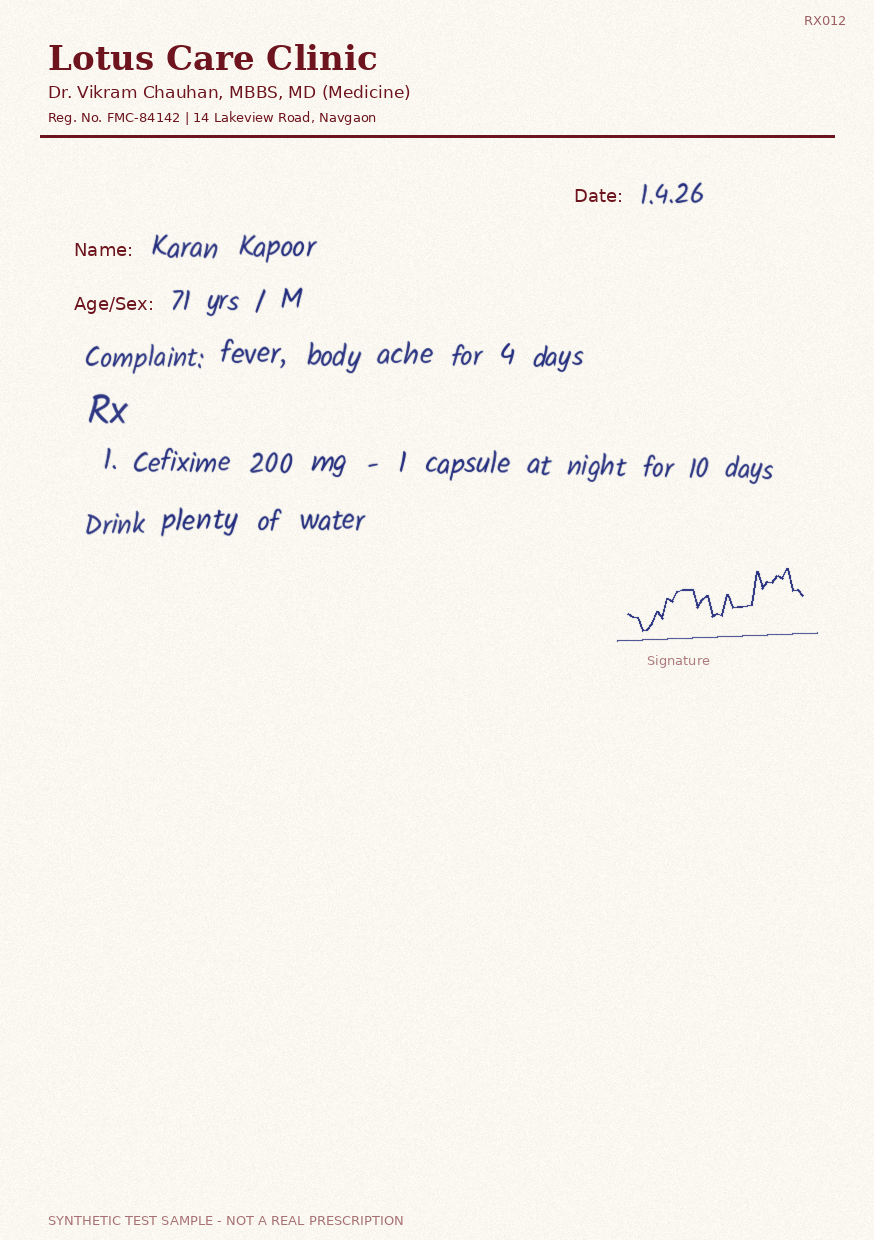 RX012
Lotus Care Clinic
Dr. Vikram Chauhan, MBBS, MD (Medicine)
Reg. No. FMC-84142 | 14 Lakeview Road, Navgaon
Date: 1.4.26
Name: Karan Kapoor
Age/Sex: 71 yrs / M
Complaint: fever, body ache for 4 days
Rx
1. Cefixime 200 mg - 1 capsule at night for 10 days
Drink plenty of water
Signature
SYNTHETIC TEST SAMPLE - NOT A REAL PRESCRIPTION